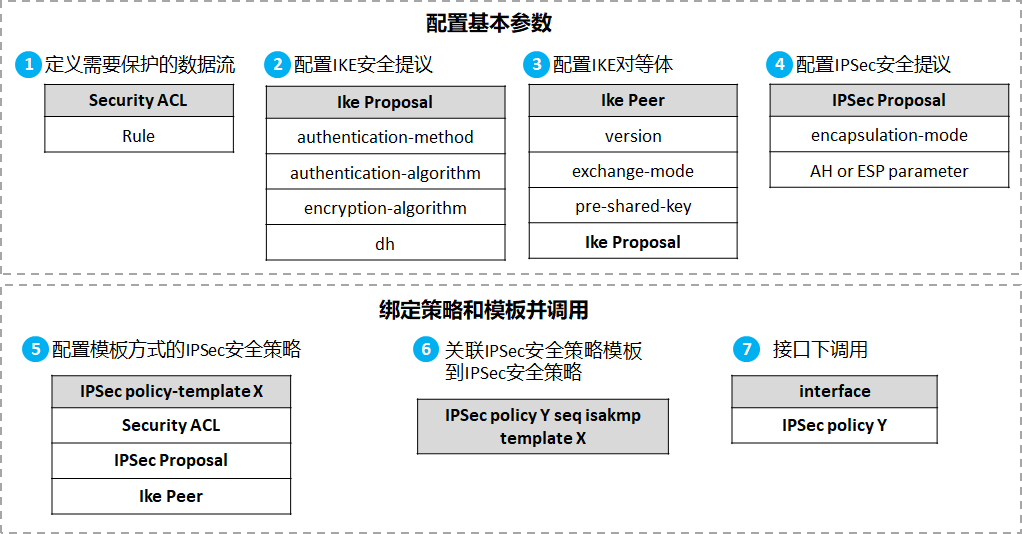 配置基本参数
1 定义需要保护的数据流
Security ACL
Rule
2 配置IKE安全提议
Ike Proposal
authentication-method
authentication-algorithm
encryption-algorithm
dh
3 配置IKE对等体
Ike Peer
version
exchange-mode
pre-shared-key
Ike Proposal
4 配置IPSec安全提议
IPSec Proposal
encapsulation-mode
AH or ESP parameter
绑定策略和模板并调用
5 配置模板方式的IPSec安全策略
IPSec policy-template X
Security ACL
IPSec Proposal
Ike Peer
6 关联IPSec安全策略模板
到IPSec安全策略
IPSec policy Y seq isakmp
template X
7 接口下调用
interface
IPSec policy Y